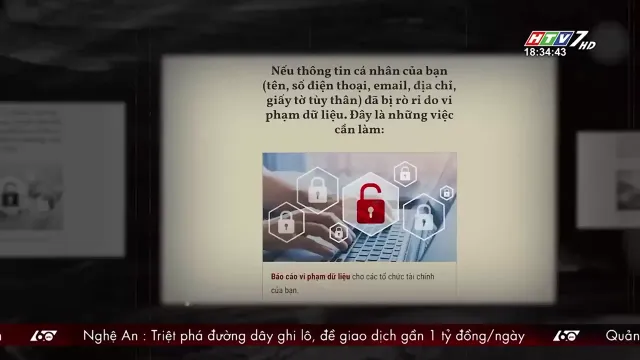 HTV7 HD
18:34:43
Nếu thông tin cá nhân của bạn
(tên, số điện thoại, email, địa chỉ,
giấy tờ tùy thân) đã bị rò rỉ do vi
phạm dữ liệu. Đây là những việc
cần làm:
Báo cáo vi phạm dữ liệu cho các tổ chức tài chính
của bạn.
Nghệ An : Triệt phá đường dây ghi lô, đề giao dịch gần 1 tỷ đồng/ngày
Quản